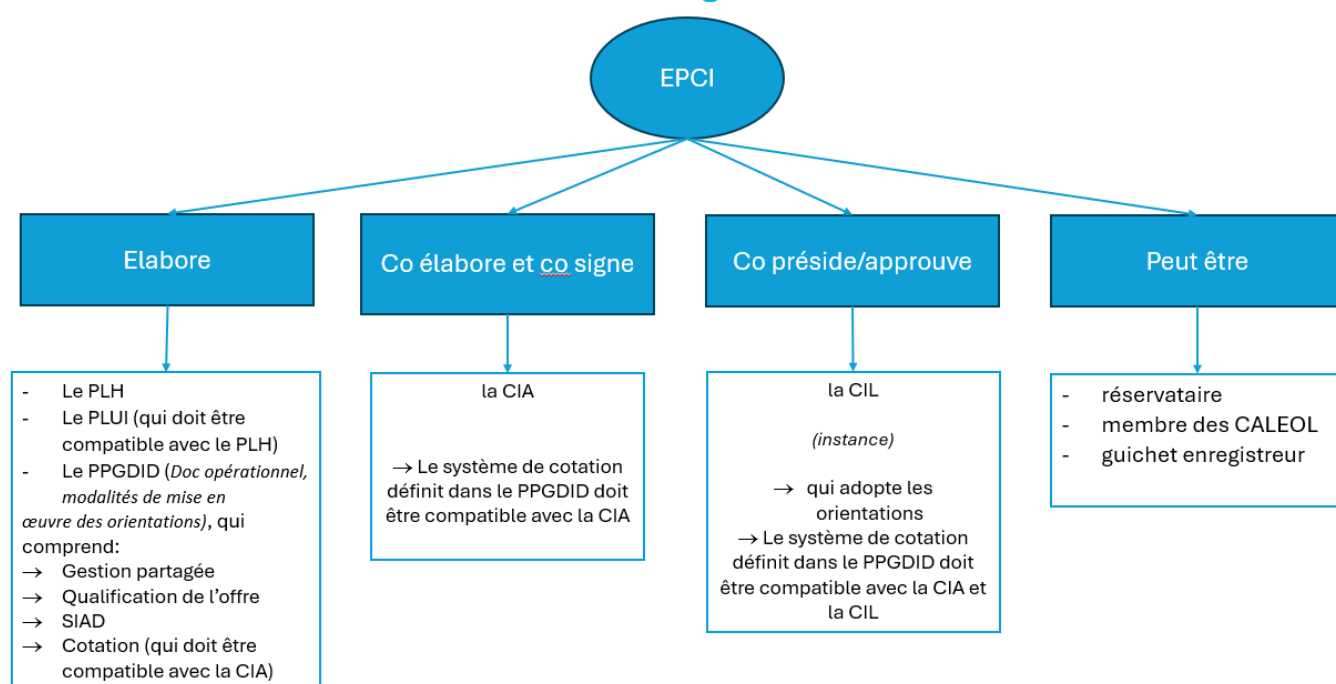 EPCI
Elabore
Co élabore et co signe
Co préside/approuve
Peut être
- Le PLH
- Le PLUI (qui doit être
compatible avec le PLH)
- Le PPGDID (Doc opérationnel,
modalités de mise en
œuvre des orientations), qui
comprend:
→ Gestion partagée
→ Qualification de l’offre
→ SIAD
→ Cotation (qui doit être
compatible avec la CIA)
la CIA
→ Le système de cotation
définit dans le PPGDID doit
être compatible avec la CIA
la CIL
(instance)
→ qui adopte les
orientations
→ Le système de cotation
définit dans le PPGDID doit
être compatible avec la CIA et
la CIL
- réservataire
- membre des CALEOL
- guichet enregistreur